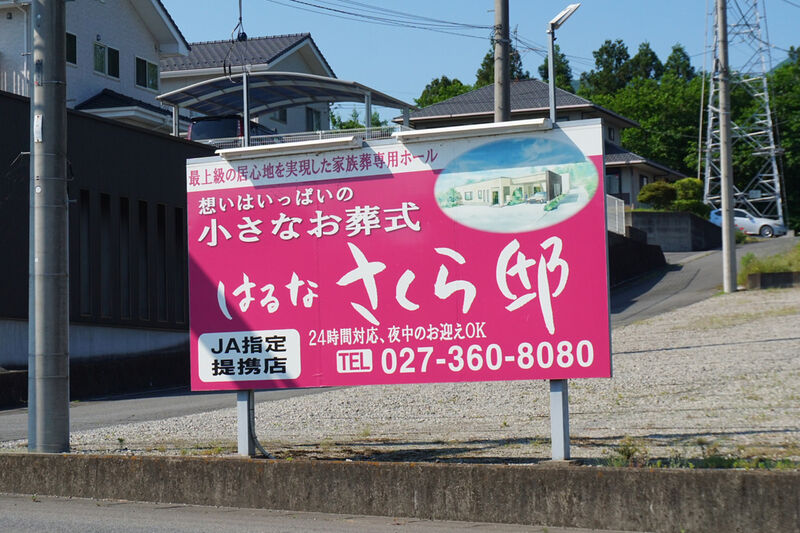 最上級の居心地を実現した家族葬専用ホール
想いはいっぱいの
小さなお葬式
はるな さくら邸
JA指定
提携店
24時間対応、夜中のお迎えOK
TEL 027-360-8080